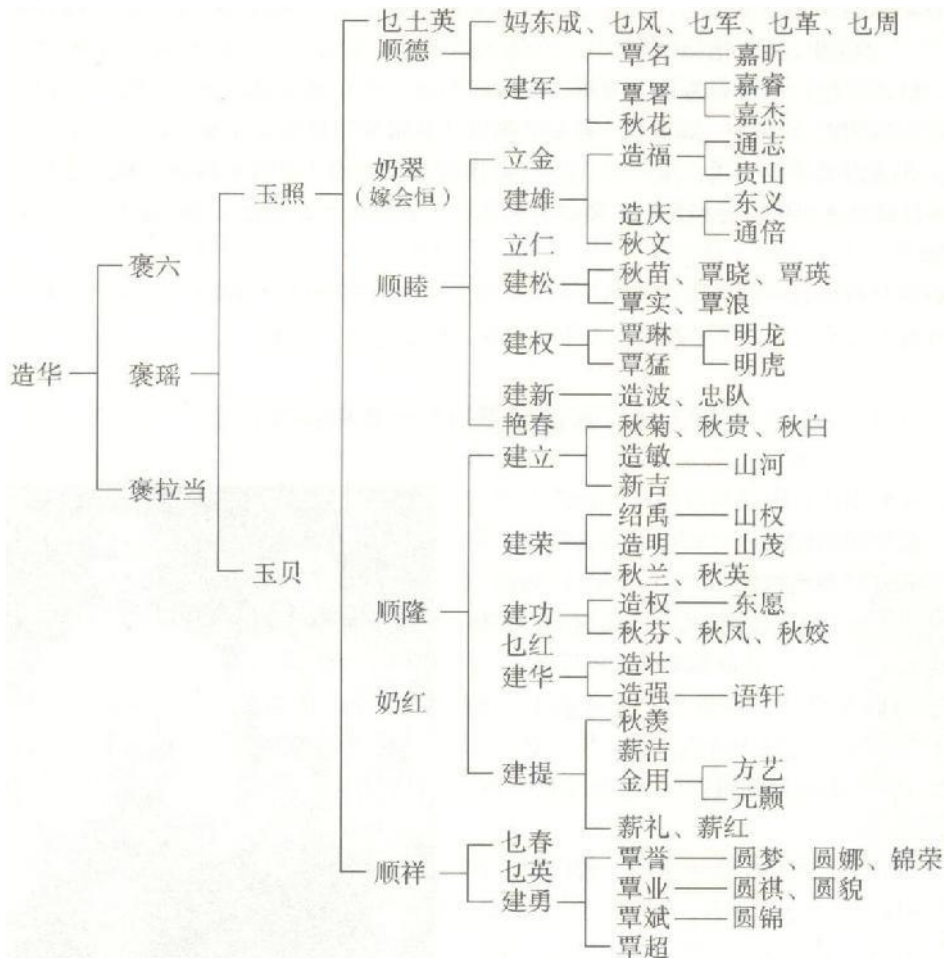 乜土英 妈东成、乜凤、乜军、乜革、乜周
顺德
覃名 嘉昕
建军 覃署 嘉睿
嘉杰
秋花
立金 造福 通志
奶翠 贵山
(嫁会恒)
玉照 建雄 东义
造庆 通倍
立仁 秋文
褒六 建松 秋苗、覃晓、覃瑛
顺睦 覃实、覃浪
建权 覃琳 明龙
造华 褒瑶 覃猛 明虎
建新 造波、忠队
艳春 秋菊、秋贵、秋白
建立 造敏 山河
褒拉当 新吉
绍禹 山权
建荣 造明 山茂
玉贝 秋兰、秋英
顺隆 建功 造权 东愿
乜红 秋芬、秋凤、秋姣
建华 造壮
奶红 造强 语轩
秋羡
薪洁
建提 金用 方艺
元颢
薪礼、薪红
乜春
顺祥 乜英 覃誉 圆梦、圆娜、锦荣
建勇 覃业 圆祺、圆貌
覃斌 圆锦
覃超